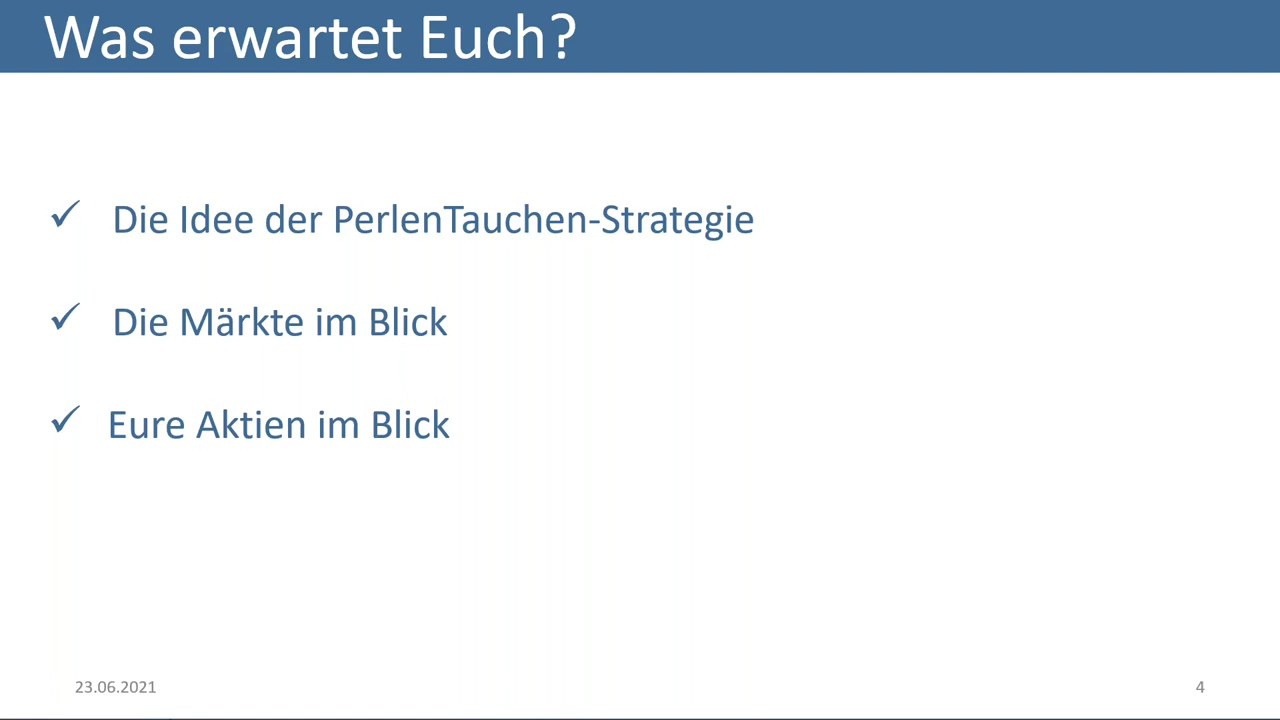 Was erwartet Euch?
✓ Die Idee der PerlenTauchen-Strategie
✓ Die Märkte im Blick
✓ Eure Aktien im Blick
23.06.2021
4